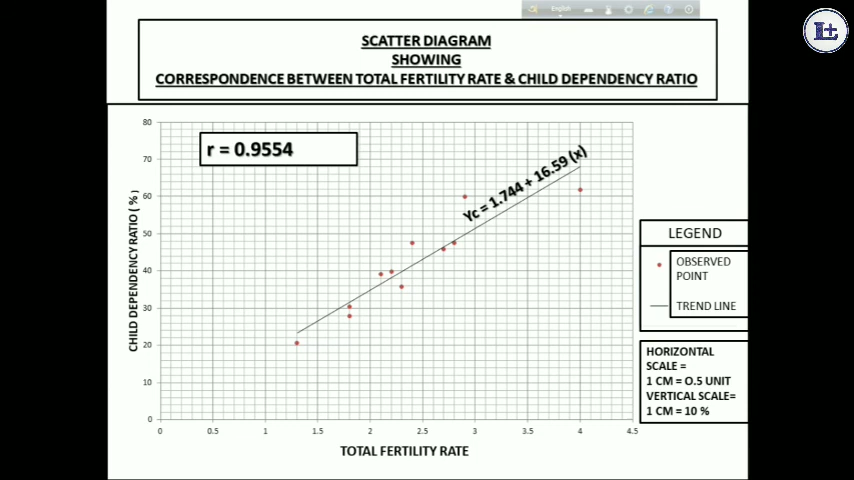 English
Lt
SCATTER DIAGRAM
SHOWING
CORRESPONDENCE BETWEEN TOTAL FERTILITY RATE & CHILD DEPENDENCY RATIO
r = 0.9554
Yc = 1.744 + 16.59 (x)
CHILD DEPENDENCY RATIO ( % )
80
70
60
50
40
30
20
10
0
0 0.5 1 1.5 2 2.5 3 3.5 4 4.5
TOTAL FERTILITY RATE
LEGEND
OBSERVED
POINT
TREND LINE
HORIZONTAL
SCALE =
1 CM = O.5 UNIT
VERTICAL SCALE=
1 CM = 10 %